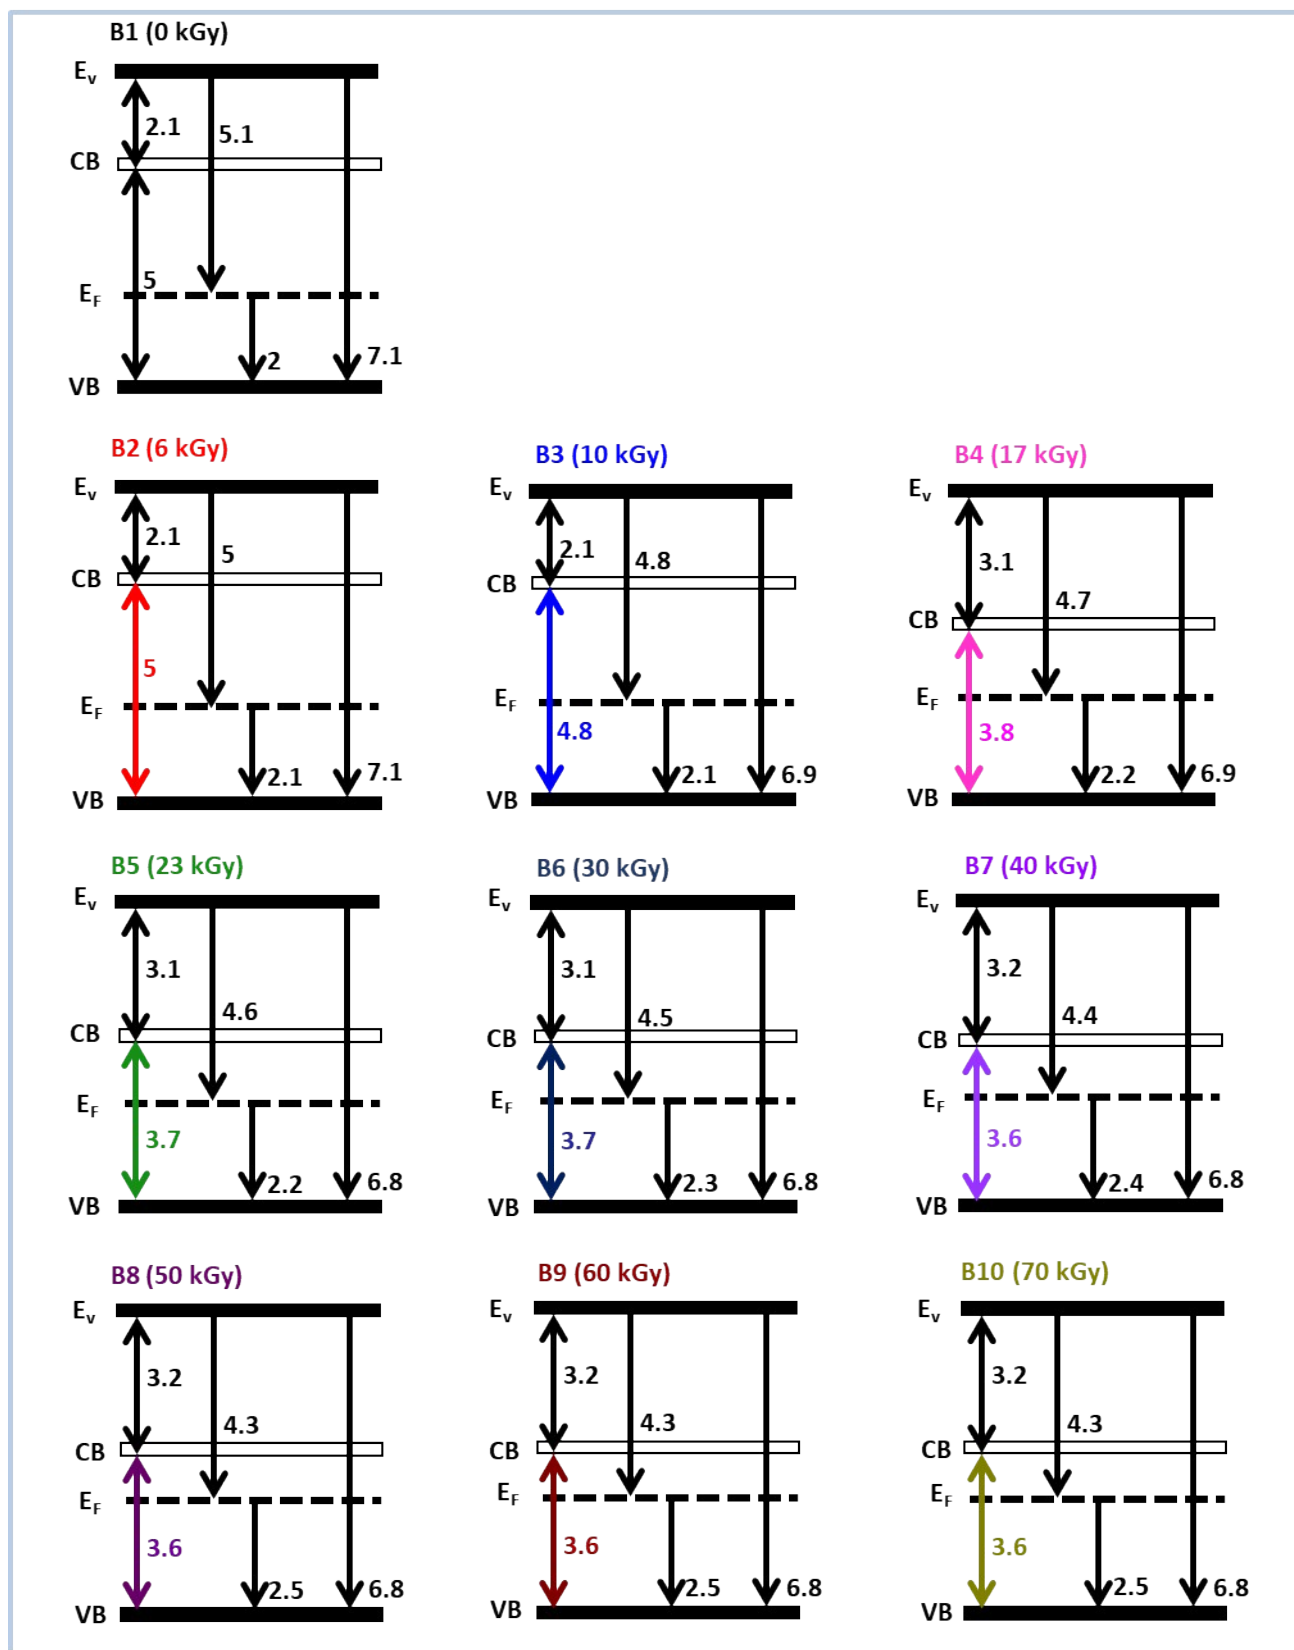 B1 (0 kGy)
Ev
2.1
5.1
CB
5
EF
2
7.1
VB
B2 (6 kGy)
Ev
2.1
5
CB
5
EF
2.1
7.1
VB
B3 (10 kGy)
Ev
2.1
4.8
CB
EF
4.8
2.1
6.9
VB
B4 (17 kGy)
Ev
3.1
4.7
CB
EF
3.8
2.2
6.9
VB
B5 (23 kGy)
Ev
3.1
4.6
CB
EF
3.7
2.2
6.8
VB
B6 (30 kGy)
Ev
3.1
4.5
CB
EF
3.7
2.3
6.8
VB
B7 (40 kGy)
Ev
3.2
4.4
CB
EF
3.6
2.4
6.8
VB
B8 (50 kGy)
Ev
3.2
4.3
CB
EF
3.6
2.5
6.8
VB
B9 (60 kGy)
Ev
3.2
4.3
CB
EF
3.6
2.5
6.8
VB
B10 (70 kGy)
Ev
3.2
4.3
CB
EF
3.6
2.5
6.8
VB